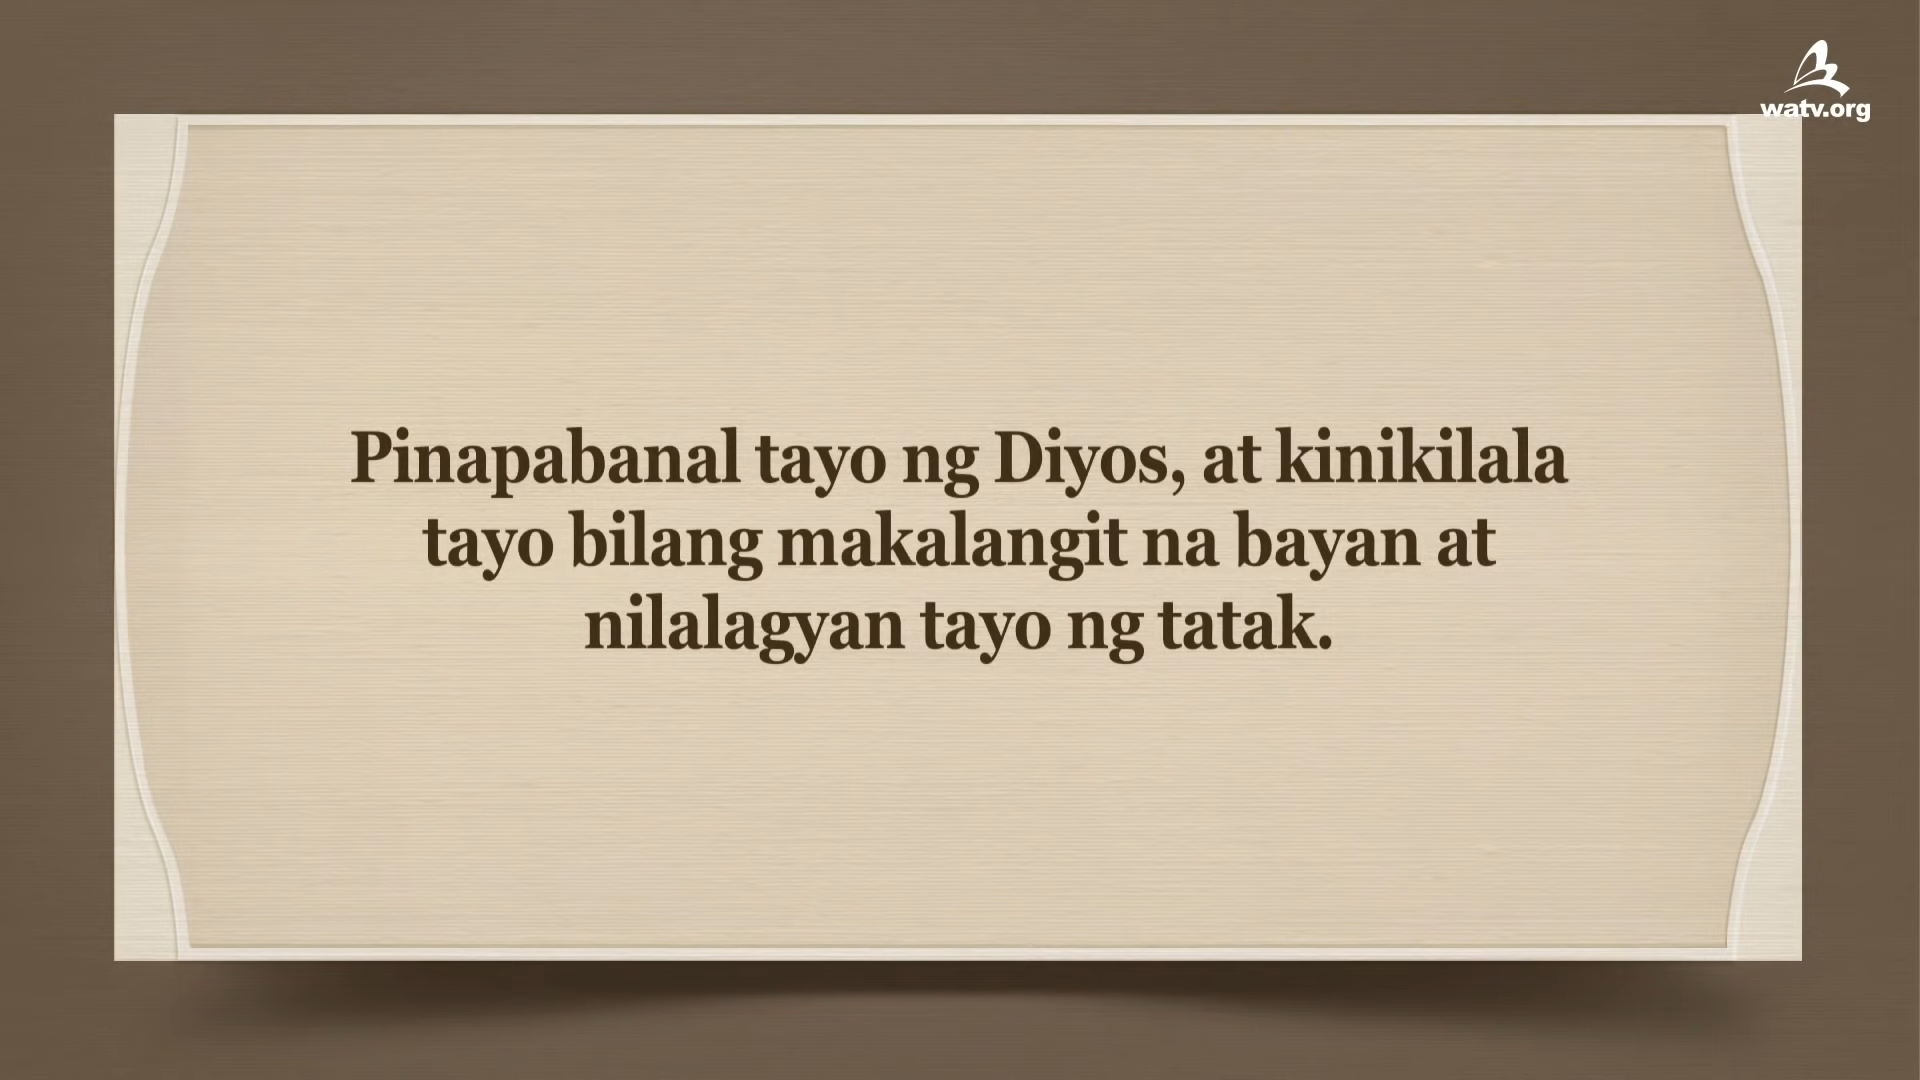 watv.org
Pinapabanal tayo ng Diyos, at kinikilala
tayo bilang makalangit na bayan at
nilalagyan tayo ng tatak.